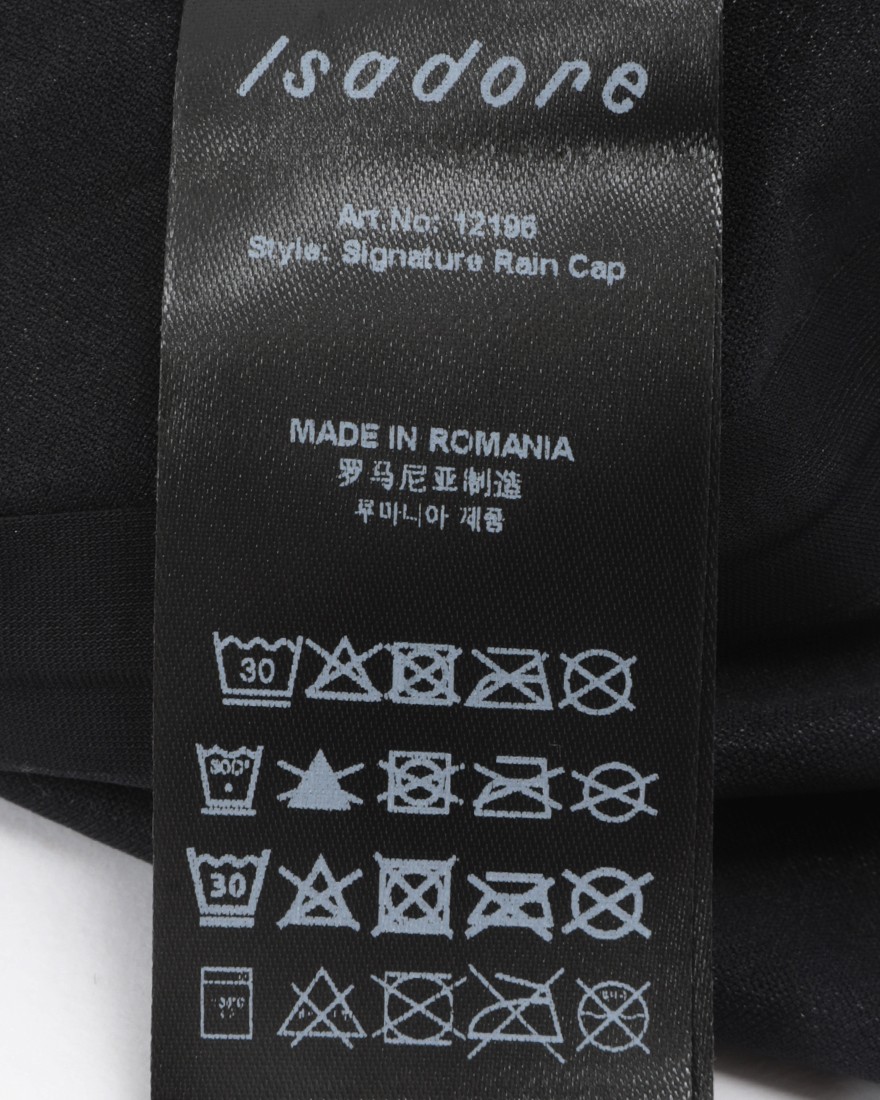 Isadore
Art No: 12196
Style: Signature Rain Cap
MADE IN ROMANIA
罗马尼亚制造
루마니아 제품
30
30C°
30